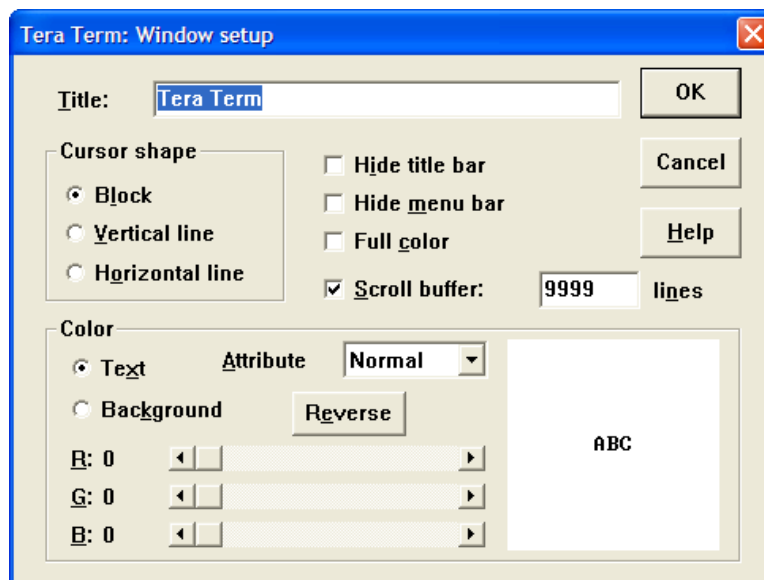 Tera Term: Window setup
Title: Tera Term OK
Cursor shape
Block
Vertical line
Horizontal line
Hide title bar
Hide menu bar
Full color
Scroll buffer: 9999 lines
Cancel
Help
Color
Text Attribute Normal
Background Reverse
R: 0
G: 0
B: 0
ABC